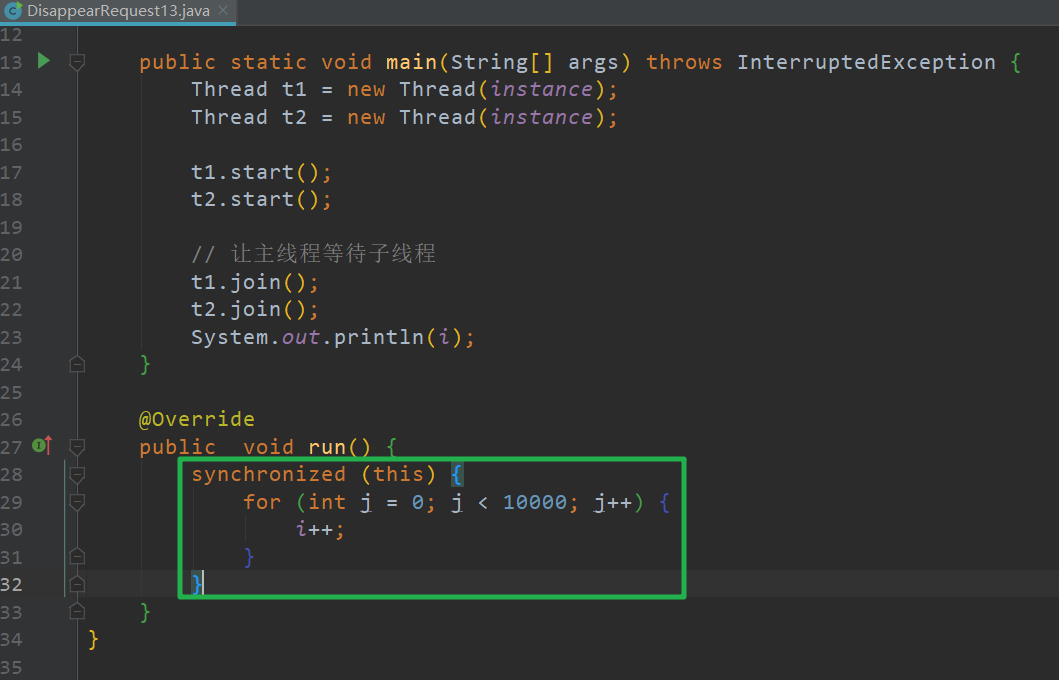 DisappearRequest13.java
12
13 public static void main(String[] args) throws InterruptedException {
14 Thread t1 = new Thread(instance);
15 Thread t2 = new Thread(instance);
16
17 t1.start();
18 t2.start();
19
20 // 让主线程等待子线程
21 t1.join();
22 t2.join();
23 System.out.println(i);
24 }
25
26 @Override
27 public  void run() {
28 synchronized (this) {
29 for (int j = 0; j < 10000; j++) {
30 i++;
31 }
32 }
33 }
34 }
35